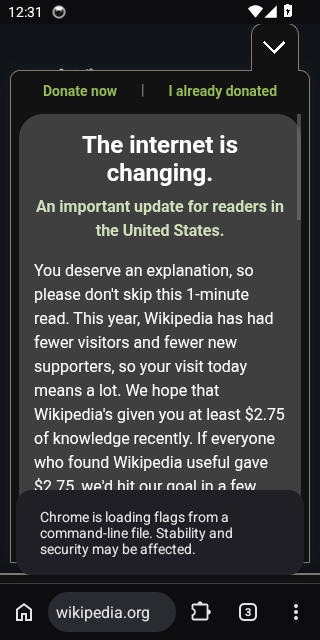 12:31
Donate now | I already donated
The internet is
changing.
An important update for readers in
the United States.
You deserve an explanation, so
please don't skip this 1-minute
read. This year, Wikipedia has had
fewer visitors and fewer new
supporters, so your visit today
means a lot. We hope that
Wikipedia's given you at least $2.75
of knowledge recently. If everyone
who found Wikipedia useful gave
$2.75, we'd hit our goal in a few
Chrome is loading flags from a
command-line file. Stability and
security may be affected.
wikipedia.org
3